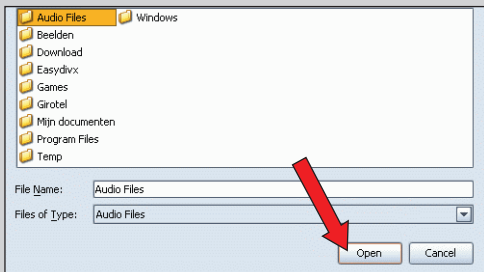 Audio Files Windows
Beelden
Download
Easydivx
Games
Girotel
Mijn documenten
Program Files
Temp
File Name: Audio Files
Files of Type: Audio Files
Open Cancel